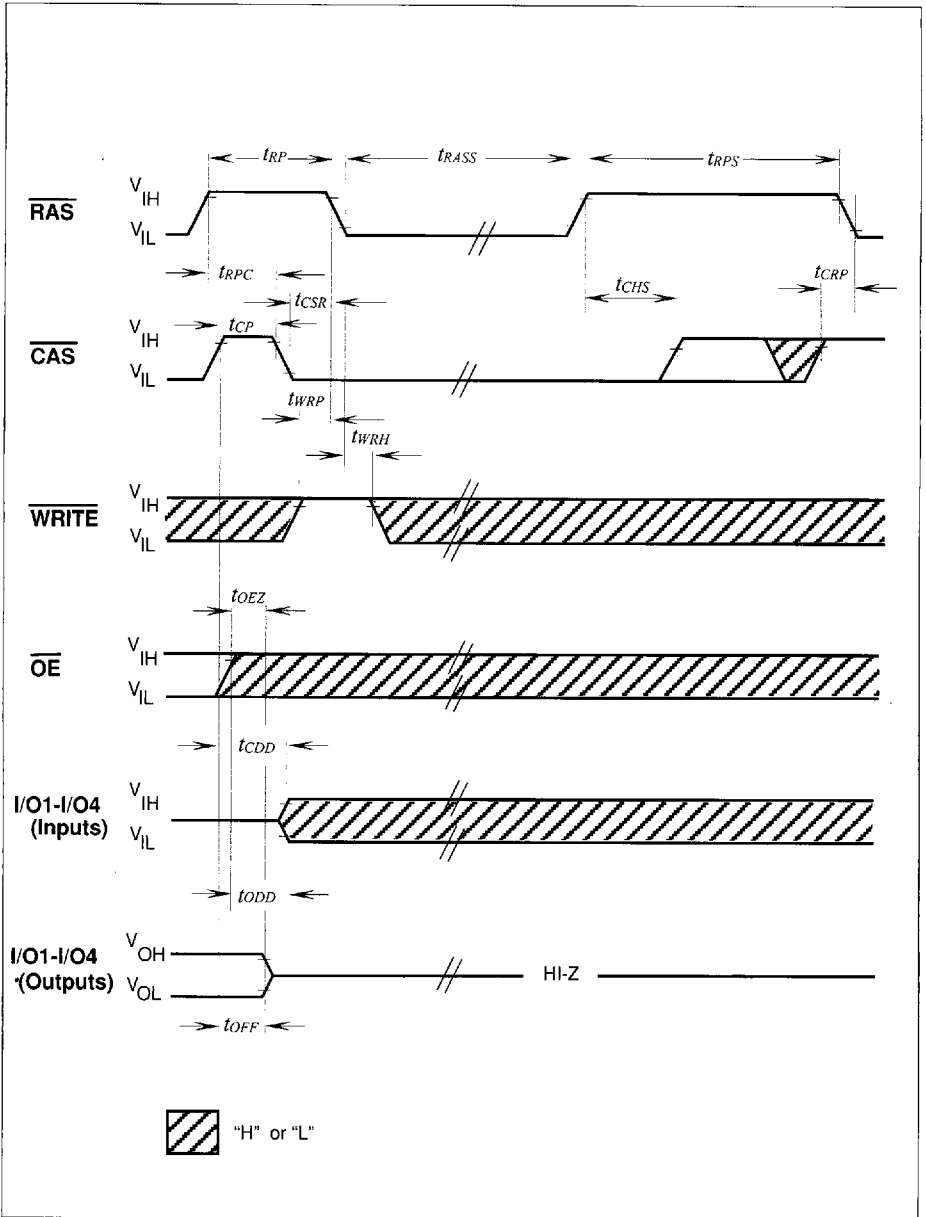 tRP
tRASS
tRPS
RAS
VIH
VIL
tRPC
tCSR
tCHS
tCRP
tCP
CAS
VIH
VIL
tWRP
tWRH
WRITE
VIH
VIL
tOEZ
OE
VIH
VIL
tCDD
I/O1-I/O4
(Inputs)
VIH
VIL
tODD
I/O1-I/O4
(Outputs)
VOH
VOL
HI-Z
tOFF
"H" or "L"